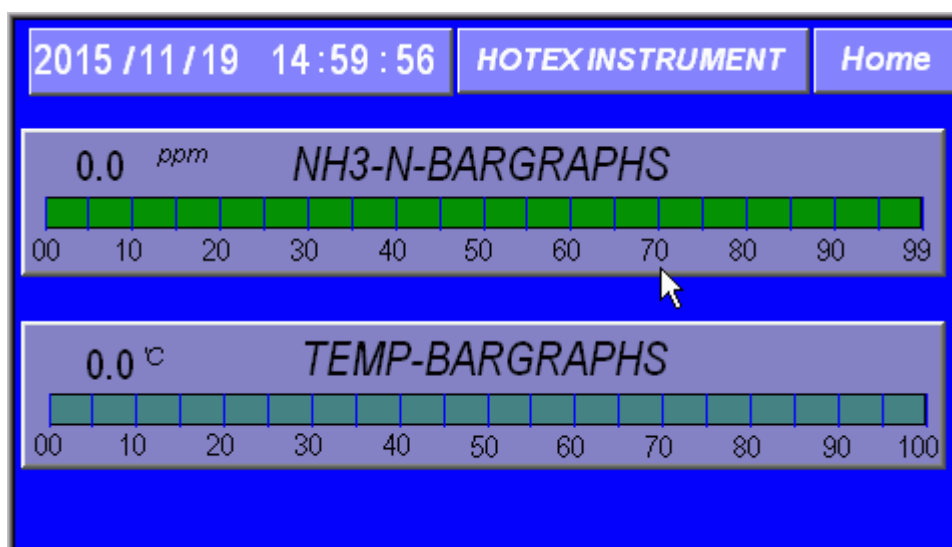 2015 /11/19 14:59:56 HOTEX INSTRUMENT Home
0.0 ppm NH3-N-BARGRAPHS
00 10 20 30 40 50 60 70 80 90 99
0.0 ℃ TEMP-BARGRAPHS
00 10 20 30 40 50 60 70 80 90 100